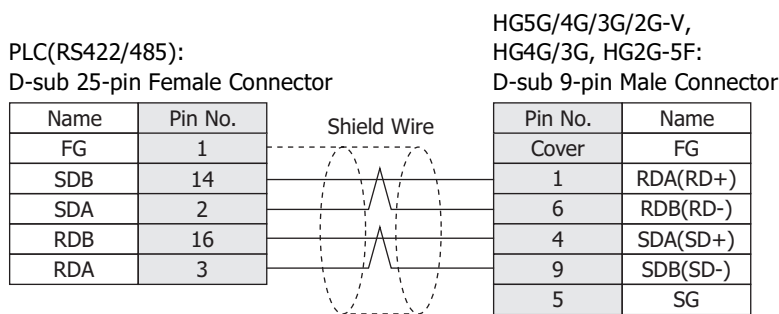 HG5G/4G/3G/2G-V,
PLC(RS422/485): HG4G/3G, HG2G-5F:
D-sub 25-pin Female Connector D-sub 9-pin Male Connector
Name Pin No. Shield Wire Pin No. Name
FG 1 Cover FG
SDB 14 1 RDA(RD+)
SDA 2 6 RDB(RD-)
RDB 16 4 SDA(SD+)
RDA 3 9 SDB(SD-)
5 SG